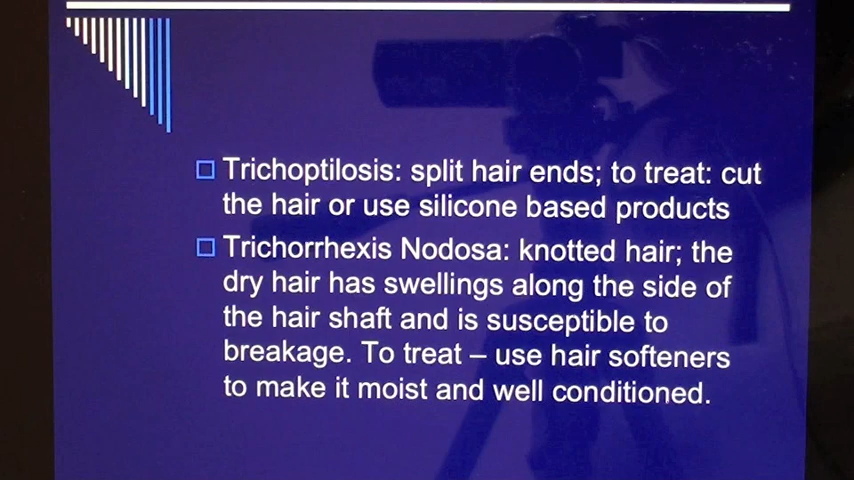 Trichoptilosis: split hair ends; to treat: cut
the hair or use silicone based products
Trichorrhexis Nodosa: knotted hair; the
dry hair has swellings along the side of
the hair shaft and is susceptible to
breakage. To treat – use hair softeners
to make it moist and well conditioned.